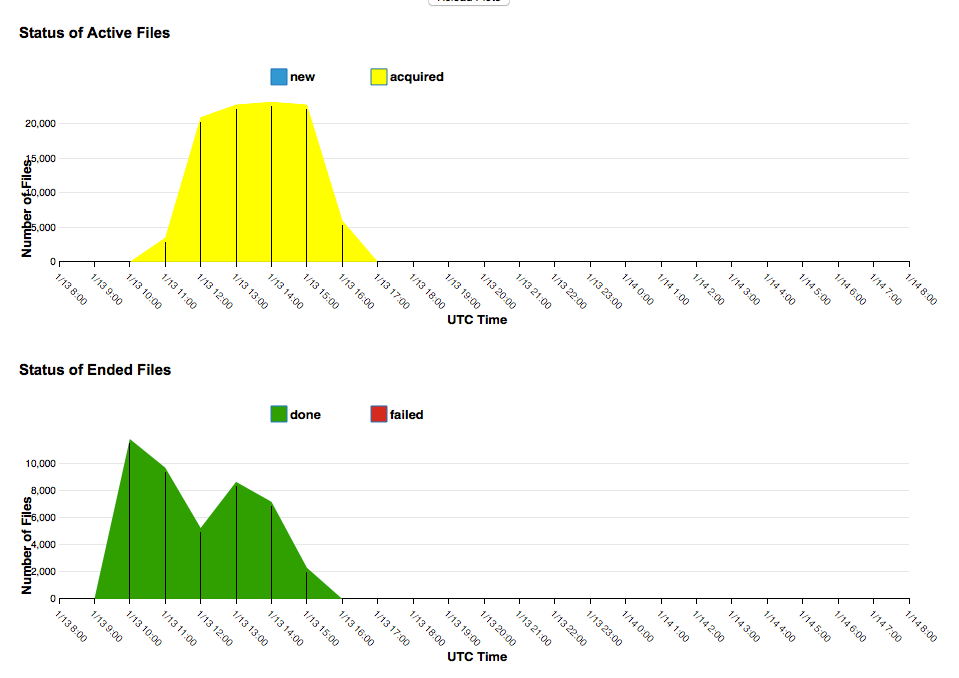 Reload Plots
Status of Active Files
new acquired
Number of Files
20,000
15,000
10,000
5,000
0
1/13 8:00 1/13 9:00 1/13 10:00 1/13 11:00 1/13 12:00 1/13 13:00 1/13 14:00 1/13 15:00 1/13 16:00 1/13 17:00 1/13 18:00 1/13 19:00 1/13 20:00 1/13 21:00 1/13 22:00 1/13 23:00 1/14 0:00 1/14 1:00 1/14 2:00 1/14 3:00 1/14 4:00 1/14 5:00 1/14 6:00 1/14 7:00 1/14 8:00
UTC Time
Status of Ended Files
done failed
Number of Files
10,000
8,000
6,000
4,000
2,000
0
1/13 8:00 1/13 9:00 1/13 10:00 1/13 11:00 1/13 12:00 1/13 13:00 1/13 14:00 1/13 15:00 1/13 16:00 1/13 17:00 1/13 18:00 1/13 19:00 1/13 20:00 1/13 21:00 1/13 22:00 1/13 23:00 1/14 0:00 1/14 1:00 1/14 2:00 1/14 3:00 1/14 4:00 1/14 5:00 1/14 6:00 1/14 7:00 1/14 8:00
UTC Time